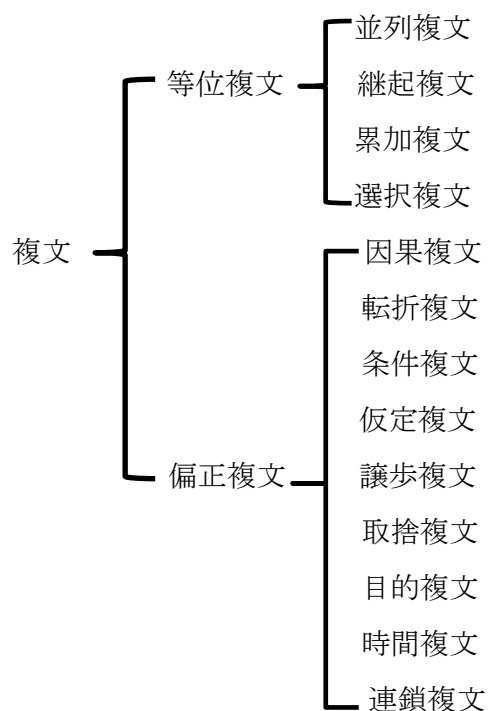 並列複文
等位複文
継起複文
累加複文
選択複文
複文
因果複文
転折複文
条件複文
仮定複文
偏正複文
譲歩複文
取捨複文
目的複文
時間複文
連鎖複文